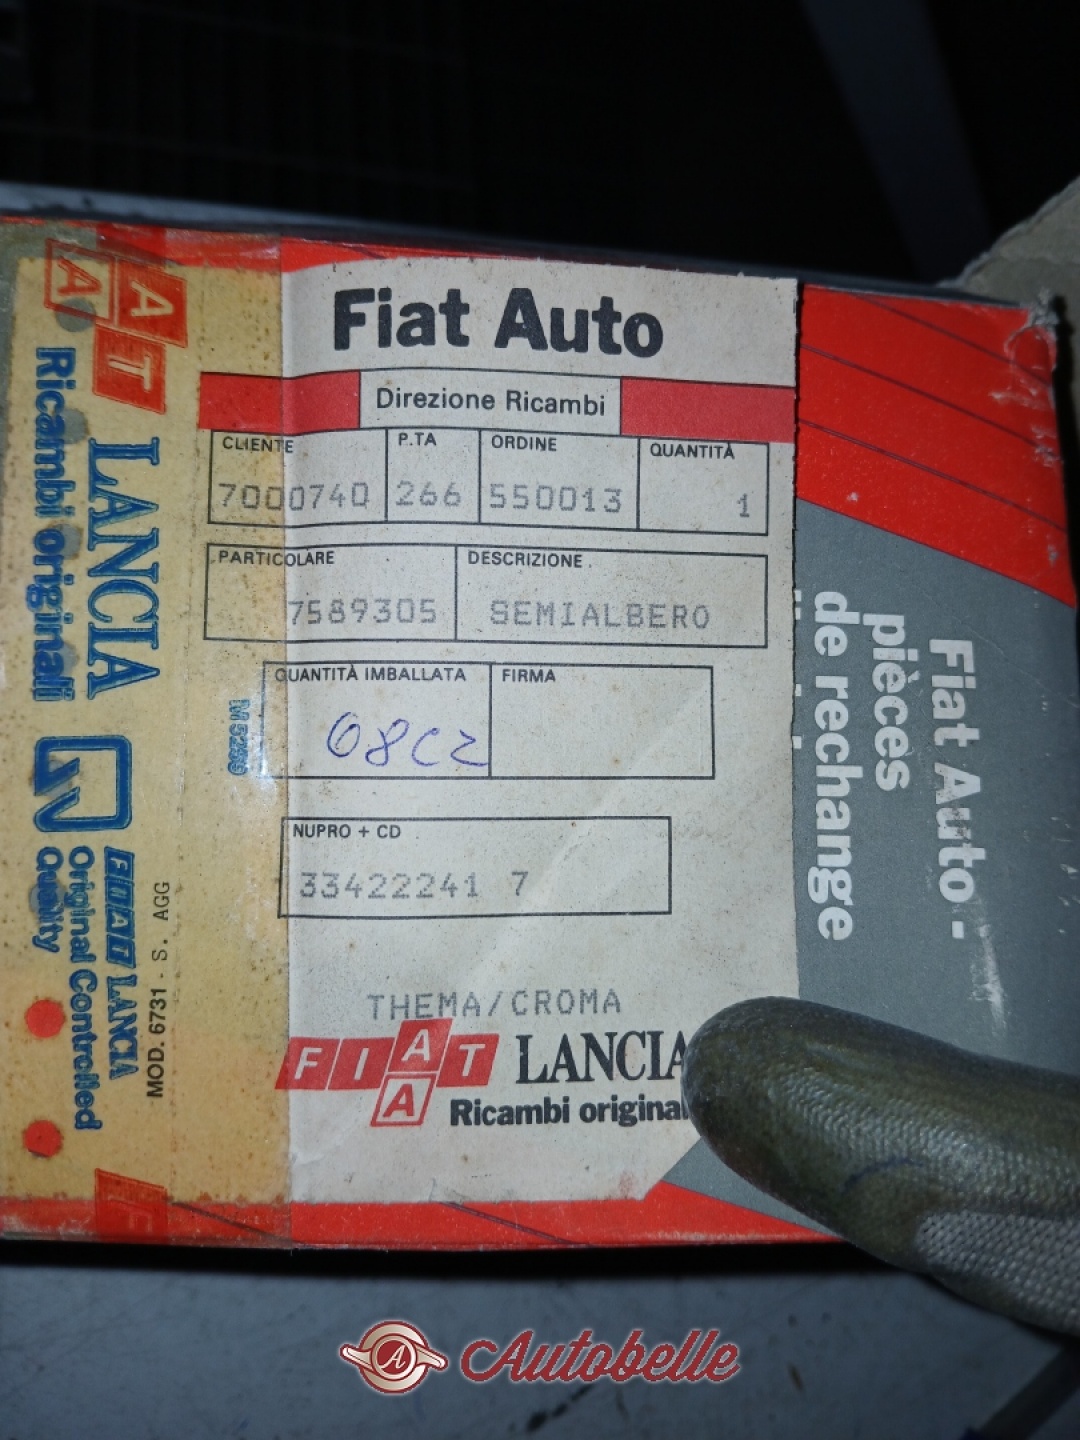 Fiat Auto
Direzione Ricambi
CLIENTE P.TA ORDINE QUANTITÀ
7000740 266 550013 1
PARTICOLARE DESCRIZIONE
7589305 SEMIALBERO
QUANTITÀ IMBALLATA FIRMA
68C2
NUPRO + CD
33422241 7
THEMA/CROMA
FIAT LANCIA
A
Ricambi original
LANCIA
Ricambi originali
M5299
FIAT LANCIA
Original Controlled
Quality
MOD. 6731 - S. AGG
Fiat Auto -
pièces
de rechange
A Autobelle